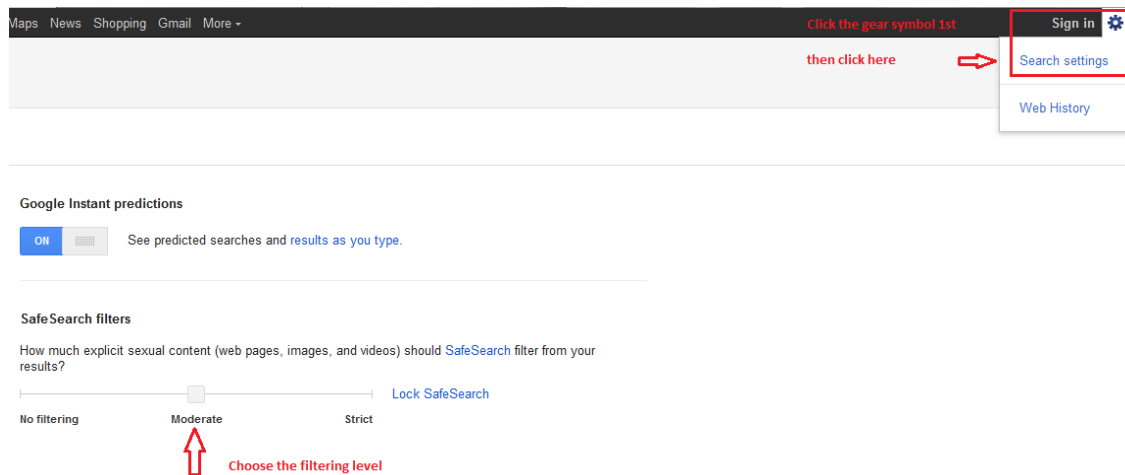 Maps News Shopping Gmail More
Click the gear symbol 1st
Sign in
then click here
Search settings
Web History
Google Instant predictions
ON
See predicted searches and results as you type.
SafeSearch filters
How much explicit sexual content (web pages, images, and videos) should SafeSearch filter from your
results?
Lock SafeSearch
No filtering Moderate Strict
Choose the filtering level